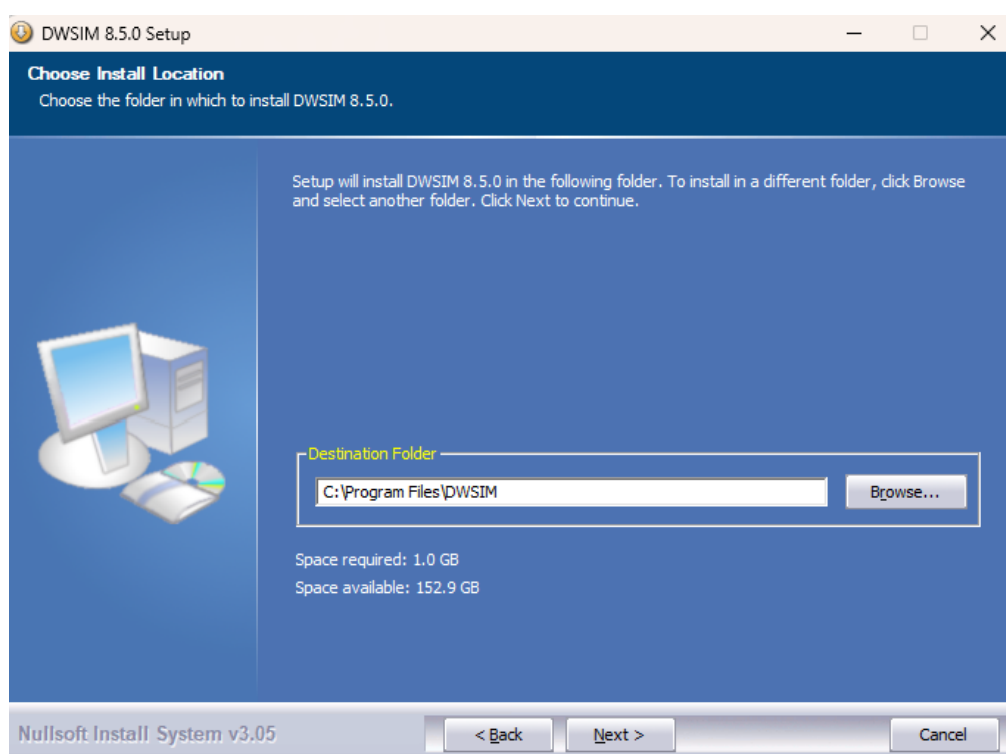 DWSIM 8.5.0 Setup
Choose Install Location
Choose the folder in which to install DWSIM 8.5.0.
Setup will install DWSIM 8.5.0 in the following folder. To install in a different folder, click Browse
and select another folder. Click Next to continue.
Destination Folder
C:\Program Files\DWSIM
Browse...
Space required: 1.0 GB
Space available: 152.9 GB
Nullsoft Install System v3.05
< Back
Next >
Cancel